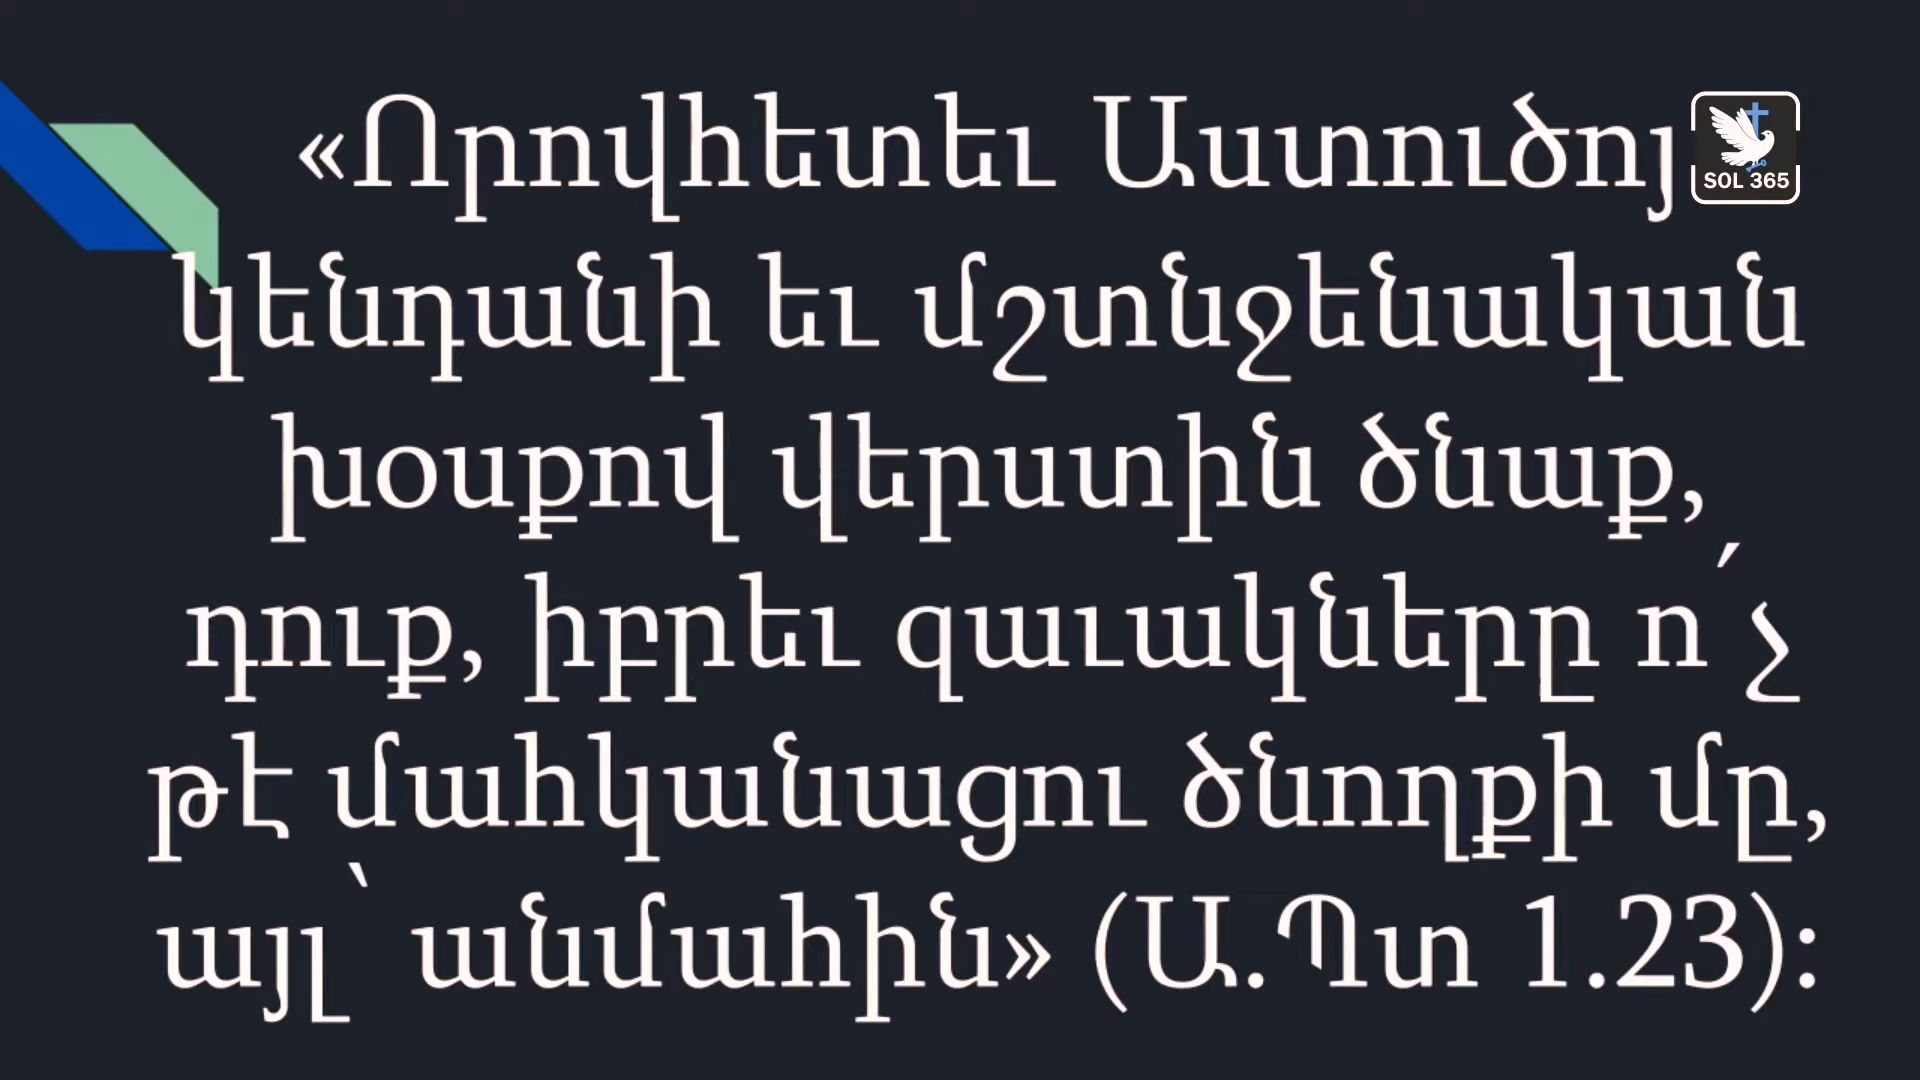 «Որովհետեւ Աստուծոյ
SOL 365
կենդանի եւ մշտնջենական
խօսքով վերստին ծնաք,
դուք, իբրեւ զաւակները ո՛չ
թէ մահկանացու ծնողքի մը,
այլ՝ անմահին» (Ա.Պտ 1.23):